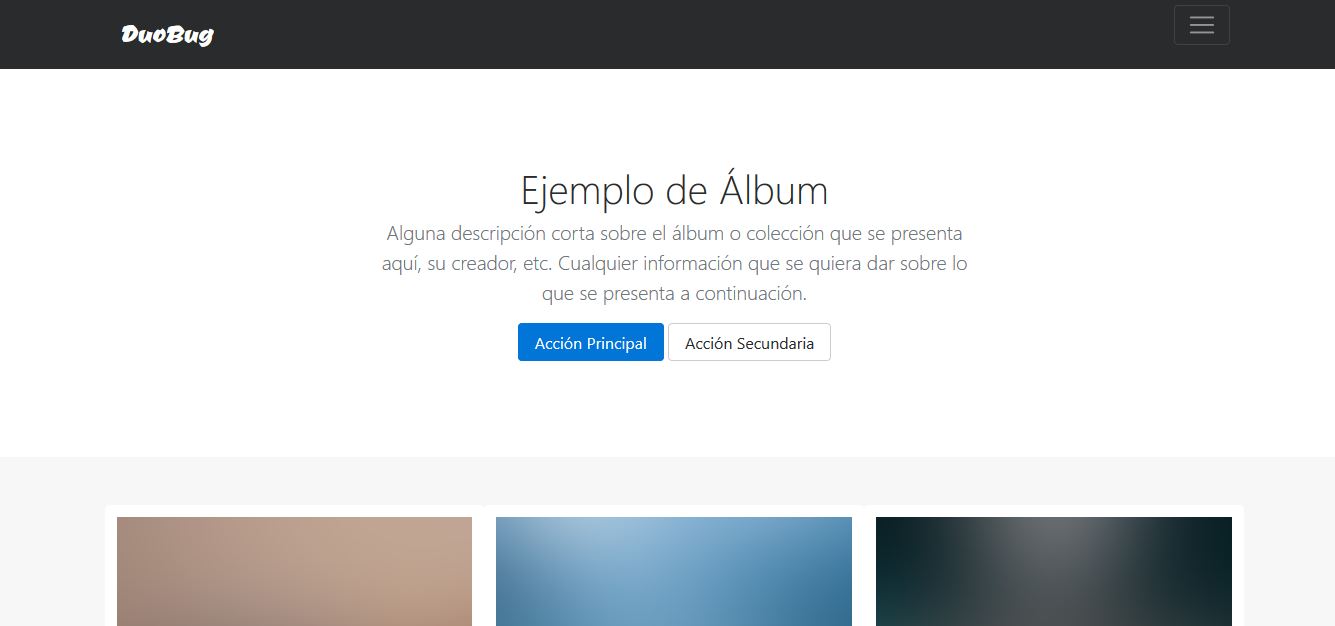 DuoBug
Ejemplo de Álbum
Alguna descripción corta sobre el álbum o colección que se presenta
aquí, su creador, etc. Cualquier información que se quiera dar sobre lo
que se presenta a continuación.
Acción Principal
Acción Secundaria